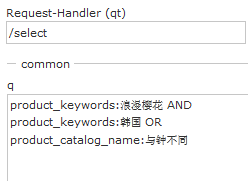 Request-Handler (qt)
/select
common
q
product_keywords:浪漫樱花 AND
product_keywords:韩国 OR
product_catalog_name:与钟不同